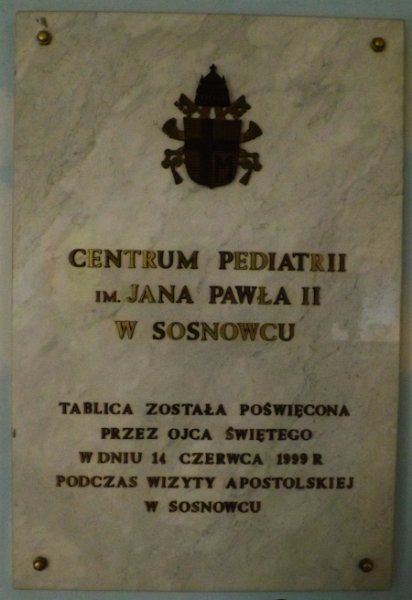 M
CENTRUM PEDIATRII
IM. JANA PAWŁA II
W SOSNOWCU
TABLICA ZOSTAŁA POŚWIĘCONA
PRZEZ OJCA ŚWIĘTEGO
W DNIU 14 CZERWCA 1999 R
PODCZAS WIZYTY APOSTOLSKIEJ
W SOSNOWCU